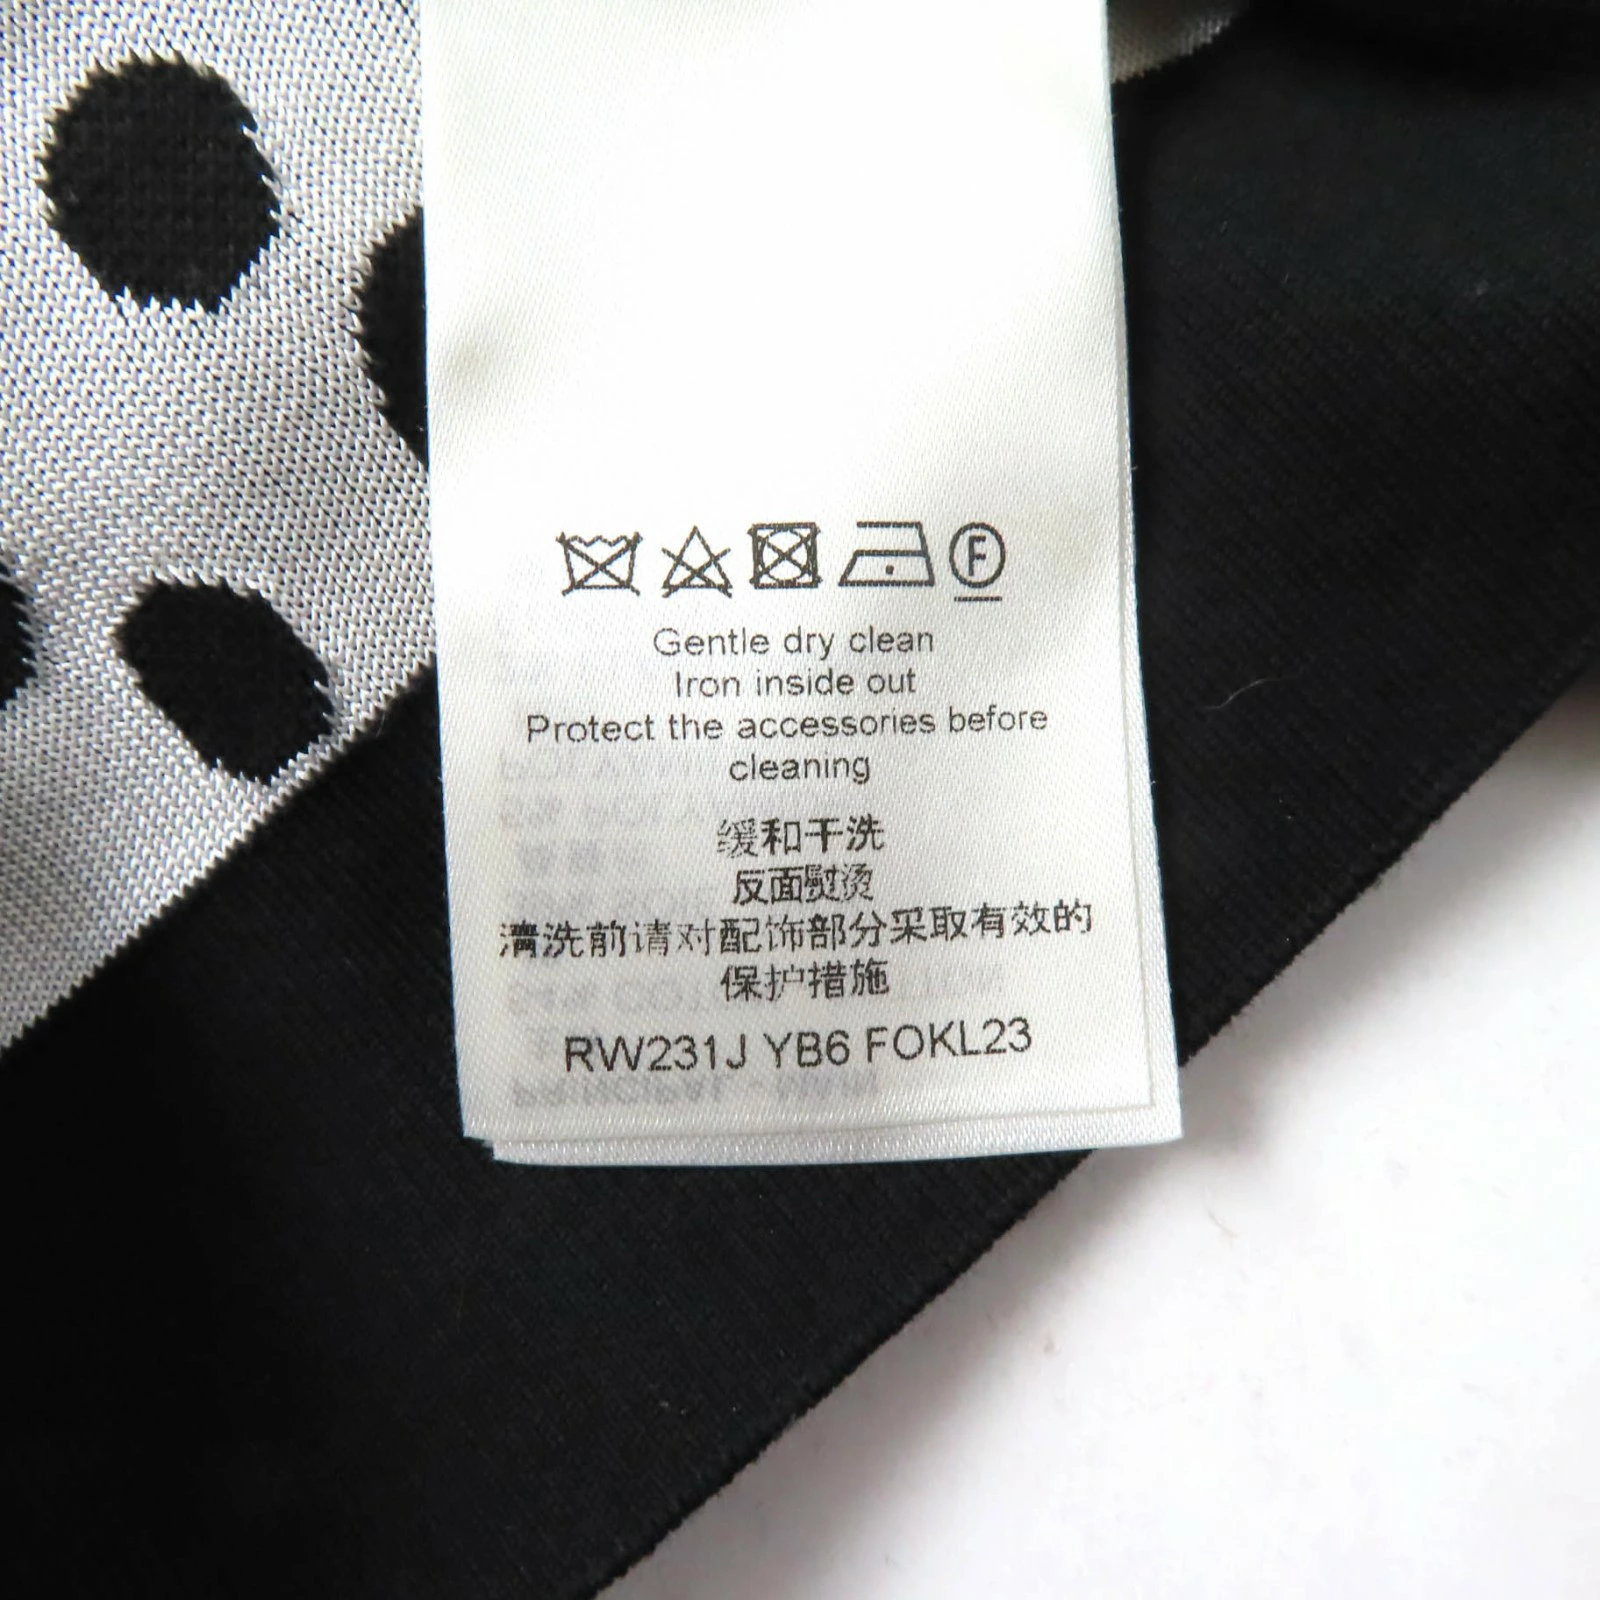 F
Gentle dry clean
Iron inside out
Protect the accessories before
cleaning
缓和干洗
反面熨烫
清洗前请对配饰部分采取有效的
保护措施
RW231J YB6 FOKL23